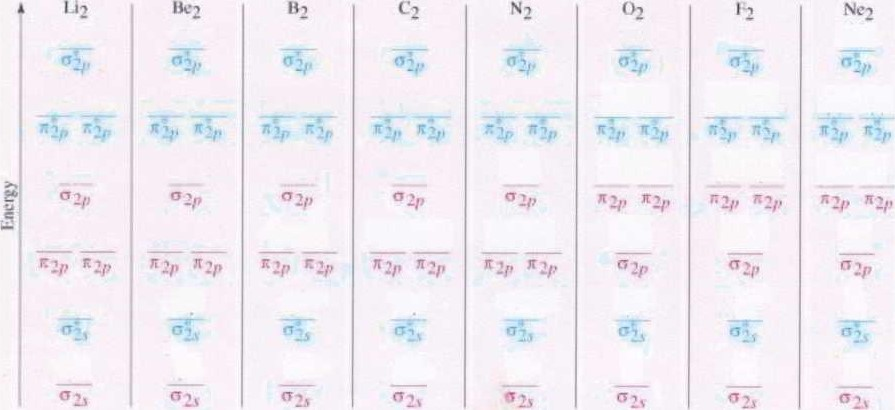 Li2 Be2 B2 C2 N2 O2 F2 Ne2
σ*2p σ*2p σ*2p σ*2p σ*2p σ*2p σ*2p σ*2p
π*2p π*2p π*2p π*2p π*2p π*2p π*2p π*2p π*2p π*2p π*2p π*2p π*2p π*2p π*2p π*2p
σ2p σ2p σ2p σ2p σ2p π2p π2p π2p π2p π2p π2p
π2p π2p π2p π2p π2p π2p π2p π2p π2p π2p σ2p σ2p σ2p
σ*2s σ*2s σ*2s σ*2s σ*2s σ*2s σ*2s σ*2s
σ2s σ2s σ2s σ2s σ2s σ2s σ2s σ2s
Energy